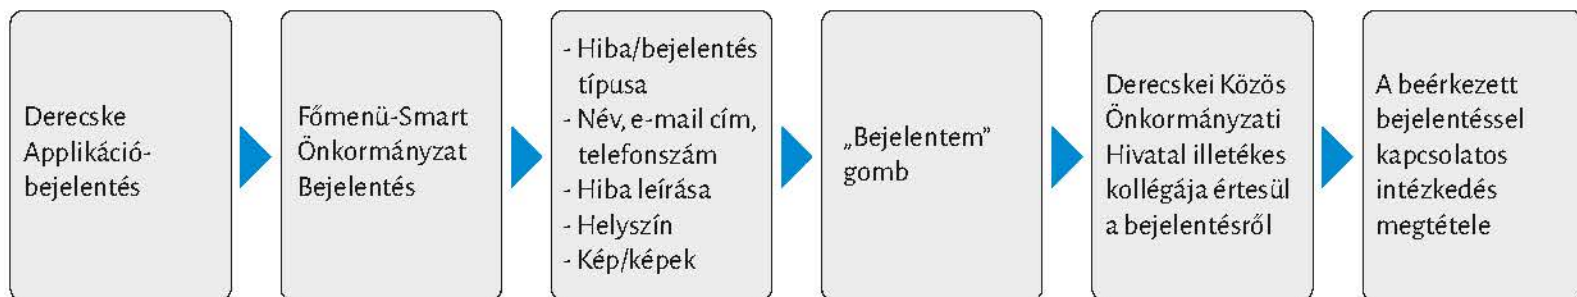 Derecske
Applikáció-
bejelentés
Főmenü-Smart
Önkormányzat
Bejelentés
- Hiba/bejelentés
típusa
- Név, e-mail cím,
telefonszám
- Hiba leírása
- Helyszín
- Kép/képek
„Bejelentem”
gomb
Derecskei Közös
Önkormányzati
Hivatal illetékes
kollégája értesül
a bejelentésről
A beérkezett
bejelentéssel
kapcsolatos
intézkedés
megtétele